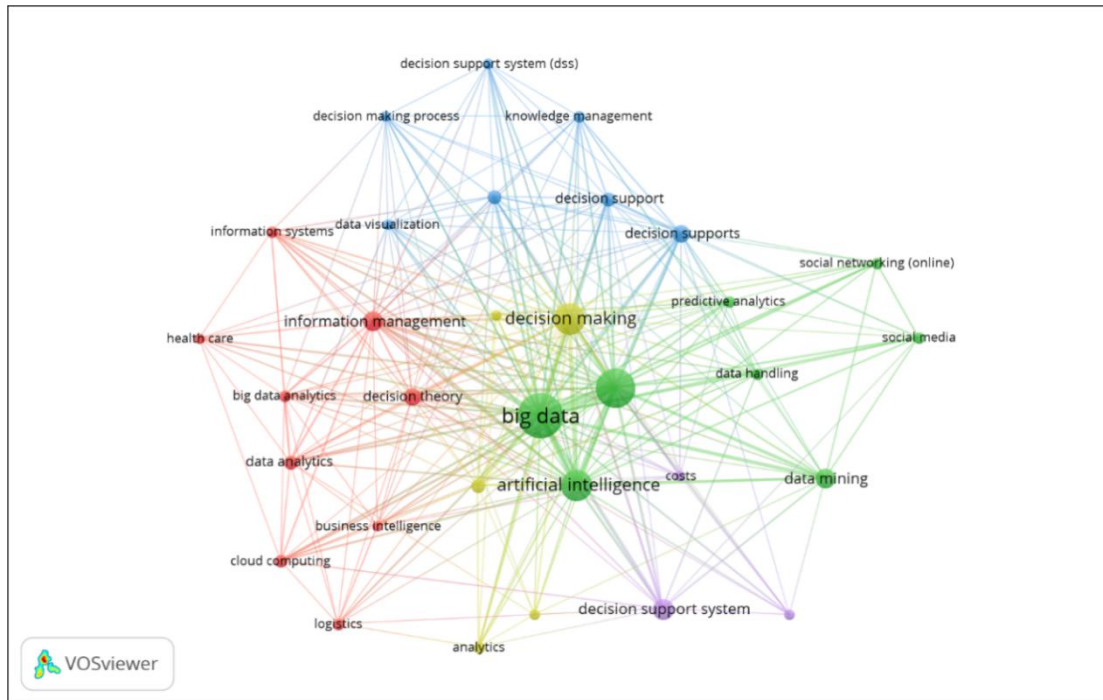 decision support system (dss)
decision making process
knowledge management
decision support
data visualization
information systems
decision supports
social networking (online)
predictive analytics
information management
decision making
health care
social media
data handling
big data analytics
decision theory
big data
data analytics
artificial intelligence
costs
data mining
business intelligence
cloud computing
decision support system
logistics
analytics
VOSviewer